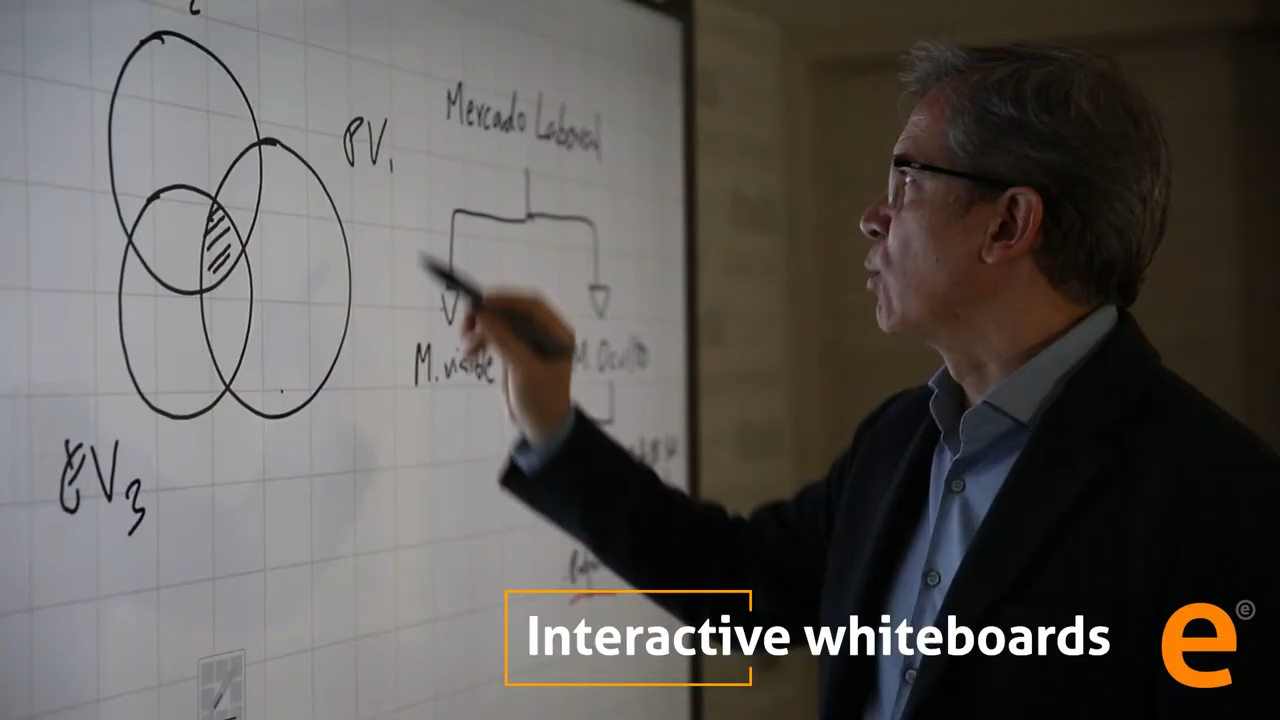 PV1
Mercado Laboral
M. visible
M. Oculto
EV3
Interactive whiteboards
e